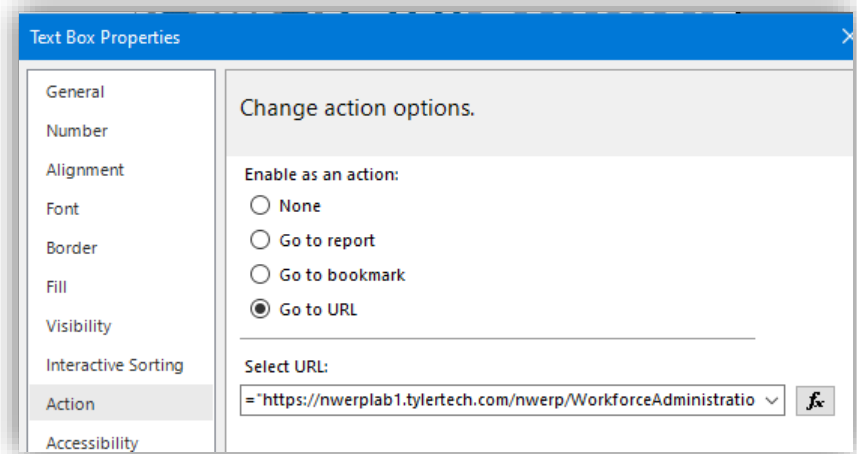 Text Box Properties
General
Number
Alignment
Font
Border
Fill
Visibility
Interactive Sorting
Action
Accessibility
Change action options.
Enable as an action:
None
Go to report
Go to bookmark
Go to URL
Select URL:
="https://nwerplab1.tylertech.com/nwerp/WorkforceAdministratio
fx